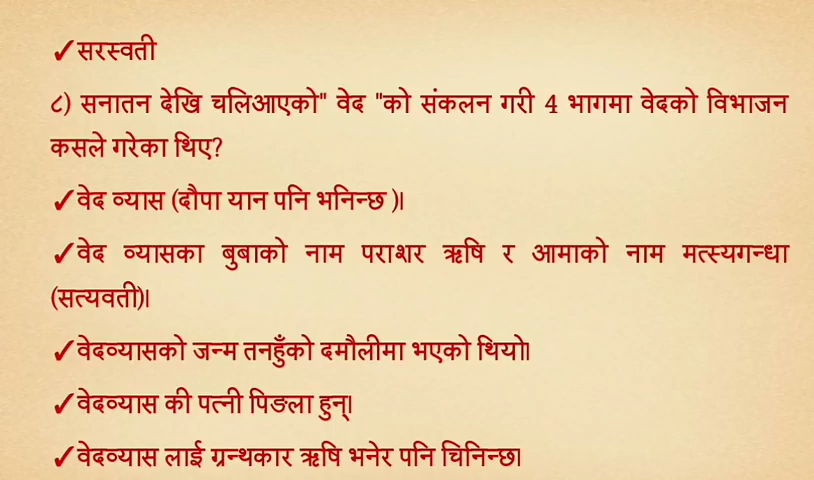 ✓सरस्वती
८) सनातन देखि चलिआएको" वेद "को संकलन गरी 4 भागमा वेदको विभाजन
कसले गरेका थिए?
✓वेद व्यास (दौपा यान पनि भनिन्छ )।
✓वेद व्यासका बुबाको नाम पराशर ऋषि र आमाको नाम मत्स्यगन्धा
(सत्यवती)।
✓वेदव्यासको जन्म तनहुँको दमौलीमा भएको थियो।
✓वेदव्यास की पत्नी पिङला हुन्।
✓वेदव्यास लाई ग्रन्थकार ऋषि भनेर पनि चिनिन्छ।